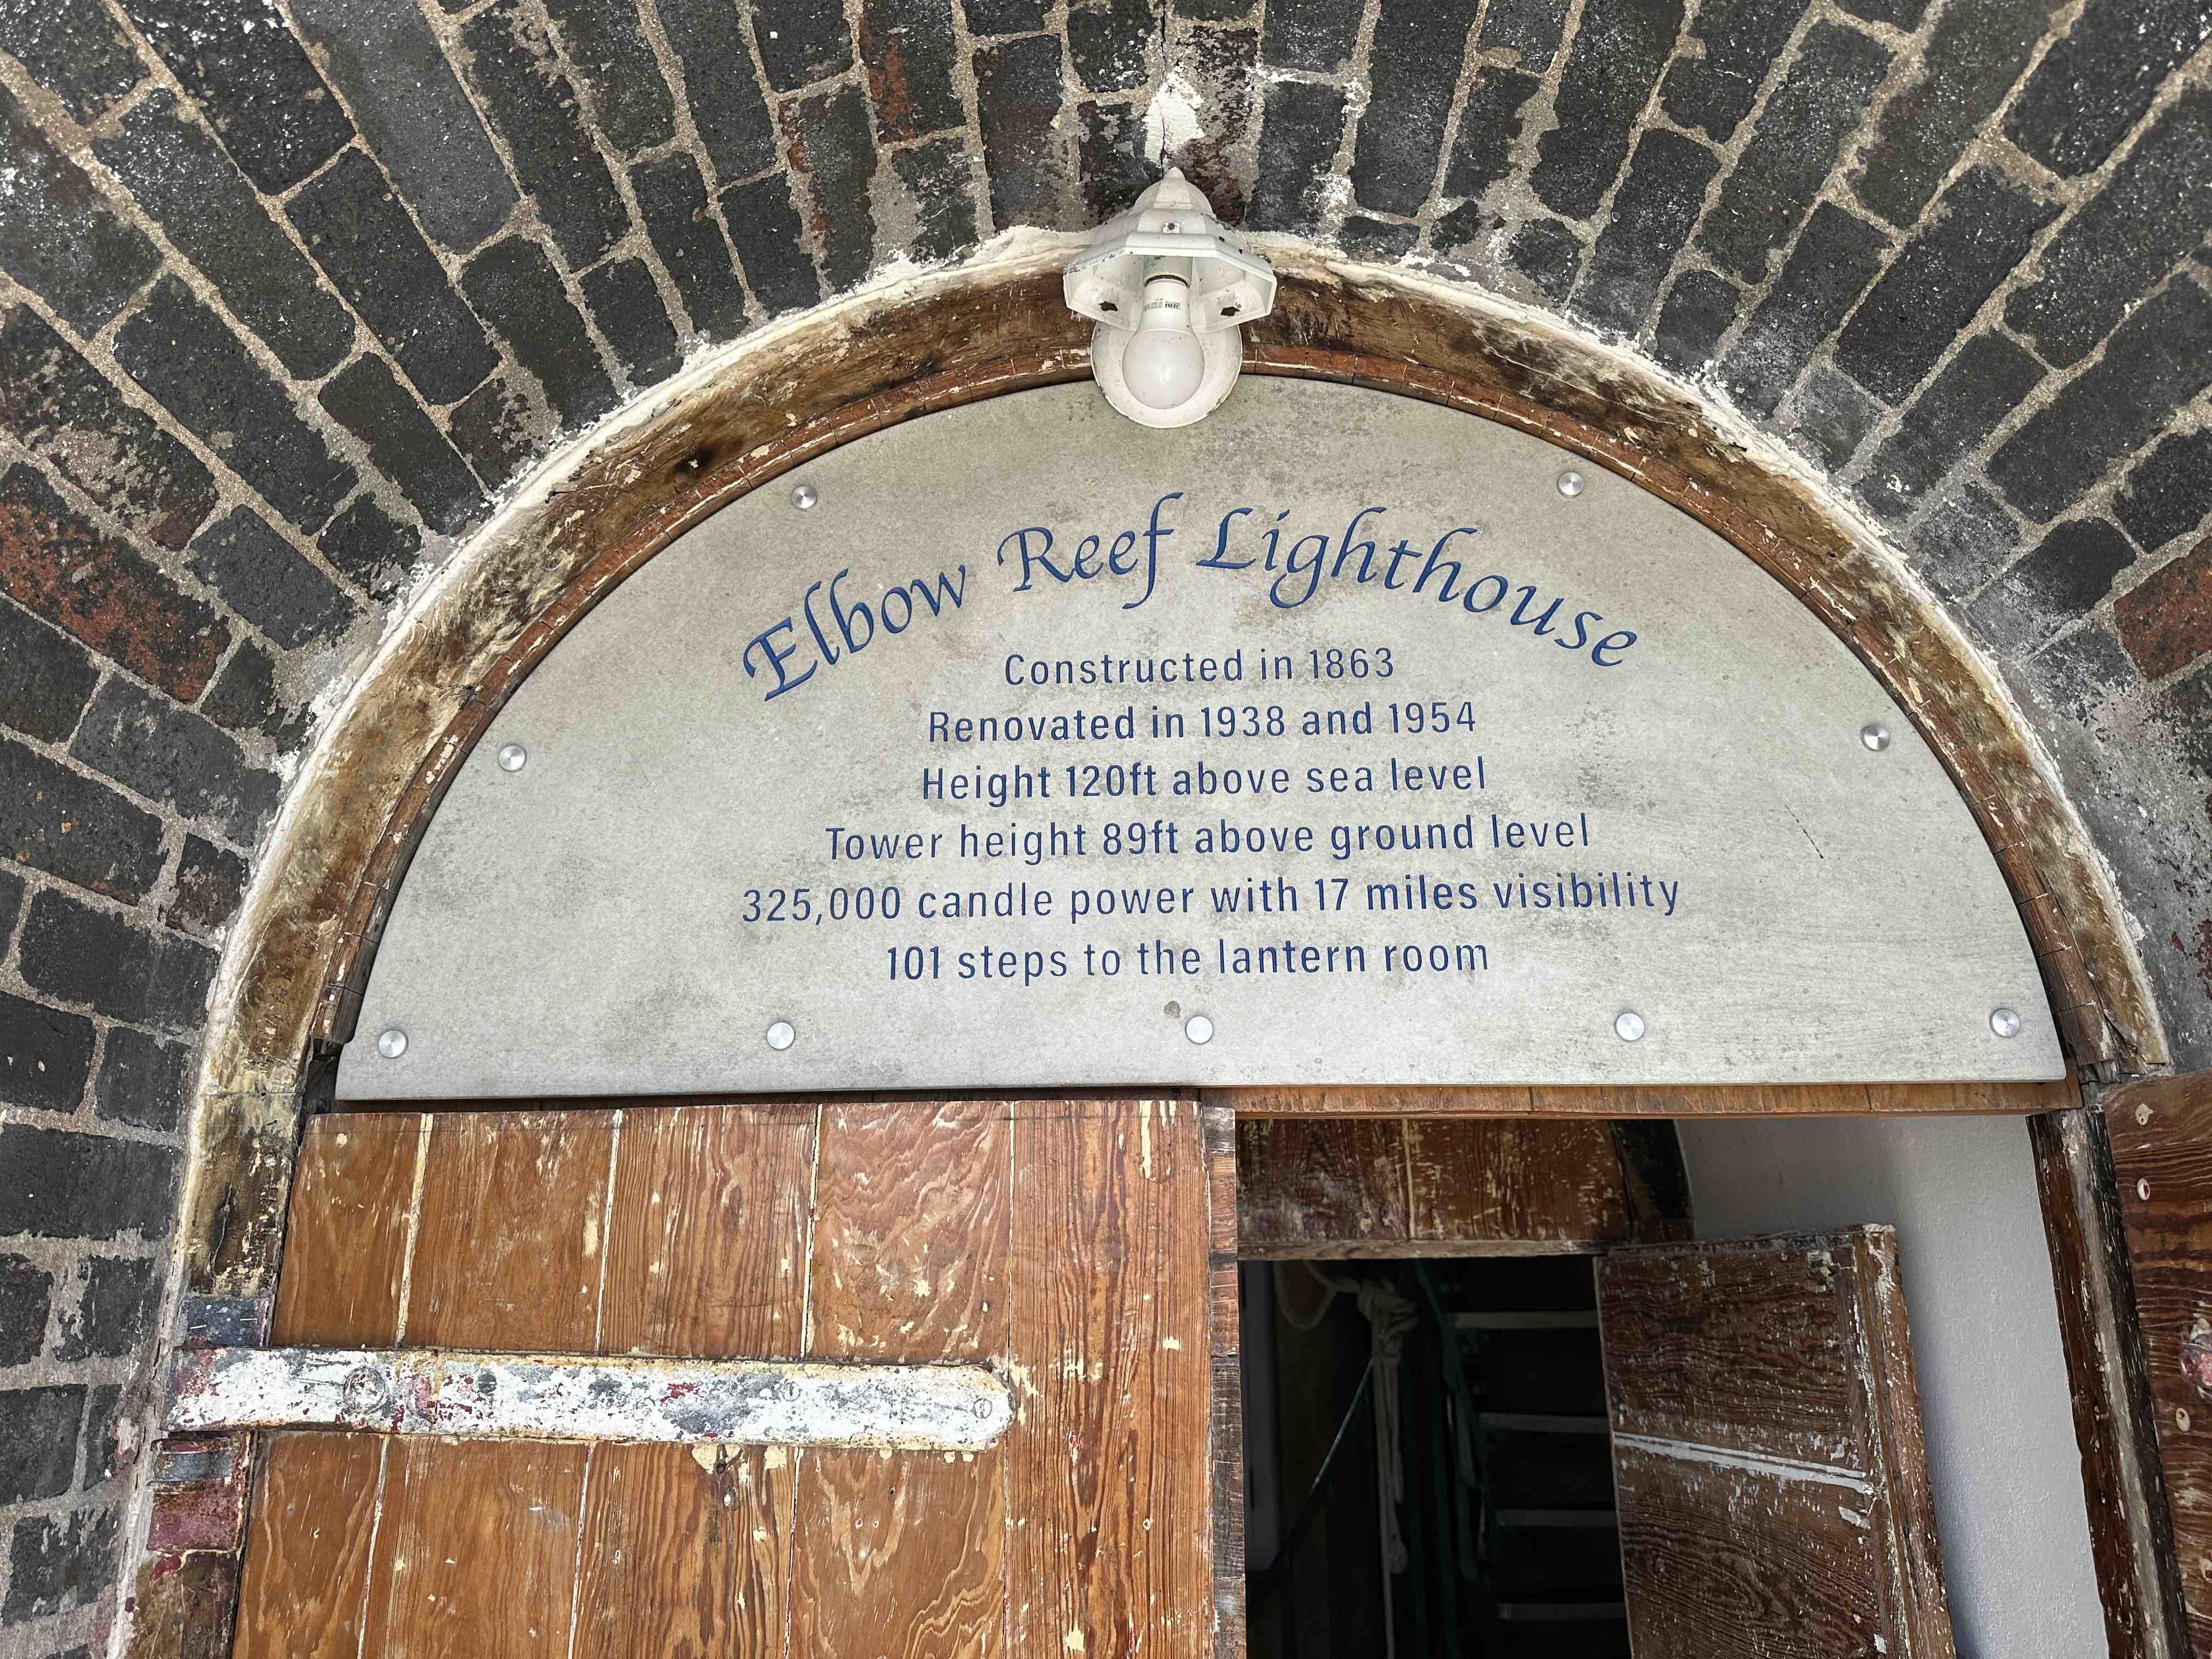 Elbow Reef Lighthouse
Constructed in 1863
Renovated in 1938 and 1954
Height 120ft above sea level
Tower height 89ft above ground level
325,000 candle power with 17 miles visibility
101 steps to the lantern room